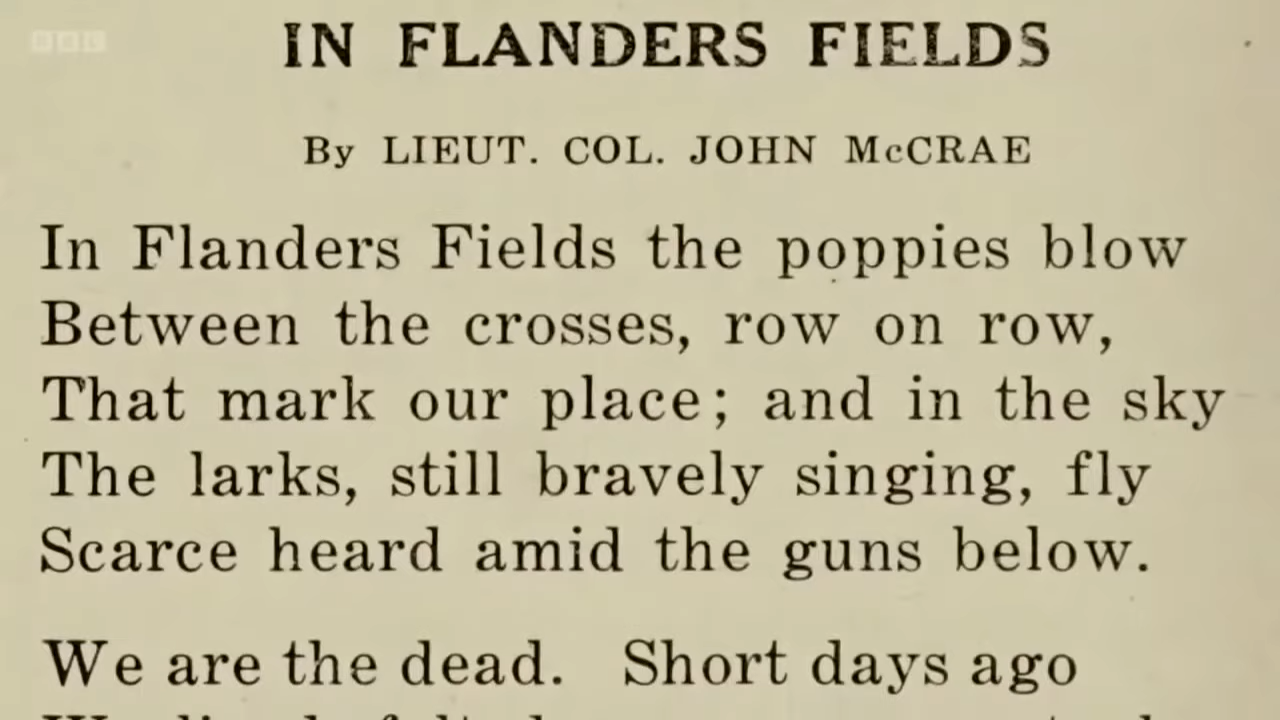 BBC
IN FLANDERS FIELDS
By LIEUT. COL. JOHN McCRAE
In Flanders Fields the poppies blow
Between the crosses, row on row,
That mark our place; and in the sky
The larks, still bravely singing, fly
Scarce heard amid the guns below.
We are the dead. Short days ago